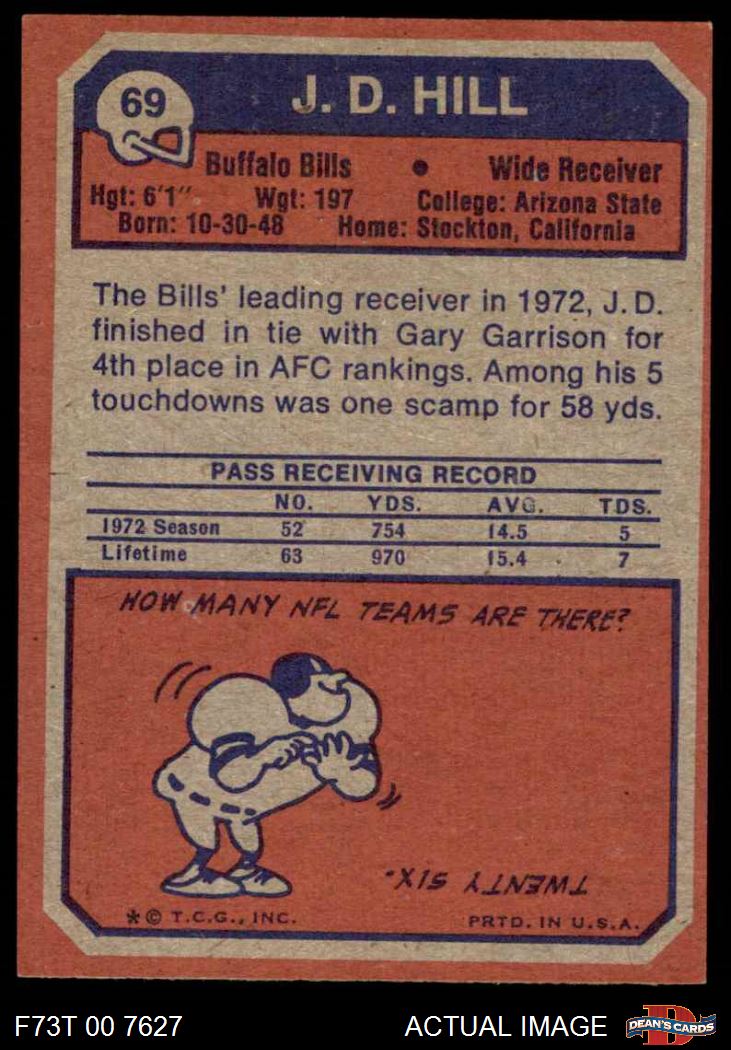 69
J. D. HILL
Buffalo Bills • Wide Receiver
Hgt: 6'1" Wgt: 197 College: Arizona State
Born: 10-30-48 Home: Stockton, California
The Bills' leading receiver in 1972, J. D.
finished in tie with Gary Garrison for
4th place in AFC rankings. Among his 5
touchdowns was one scamp for 58 yds.
PASS RECEIVING RECORD
NO. YDS. AVG. TDS.
1972 Season 52 754 14.5 5
Lifetime 63 970 15.4 7
HOW MANY NFL TEAMS ARE THERE?
TWENTY SIX.
* © T.C.G., INC. PRTD. IN U.S.A.
F73T 00 7627 ACTUAL IMAGE D DEAN'S CARDS